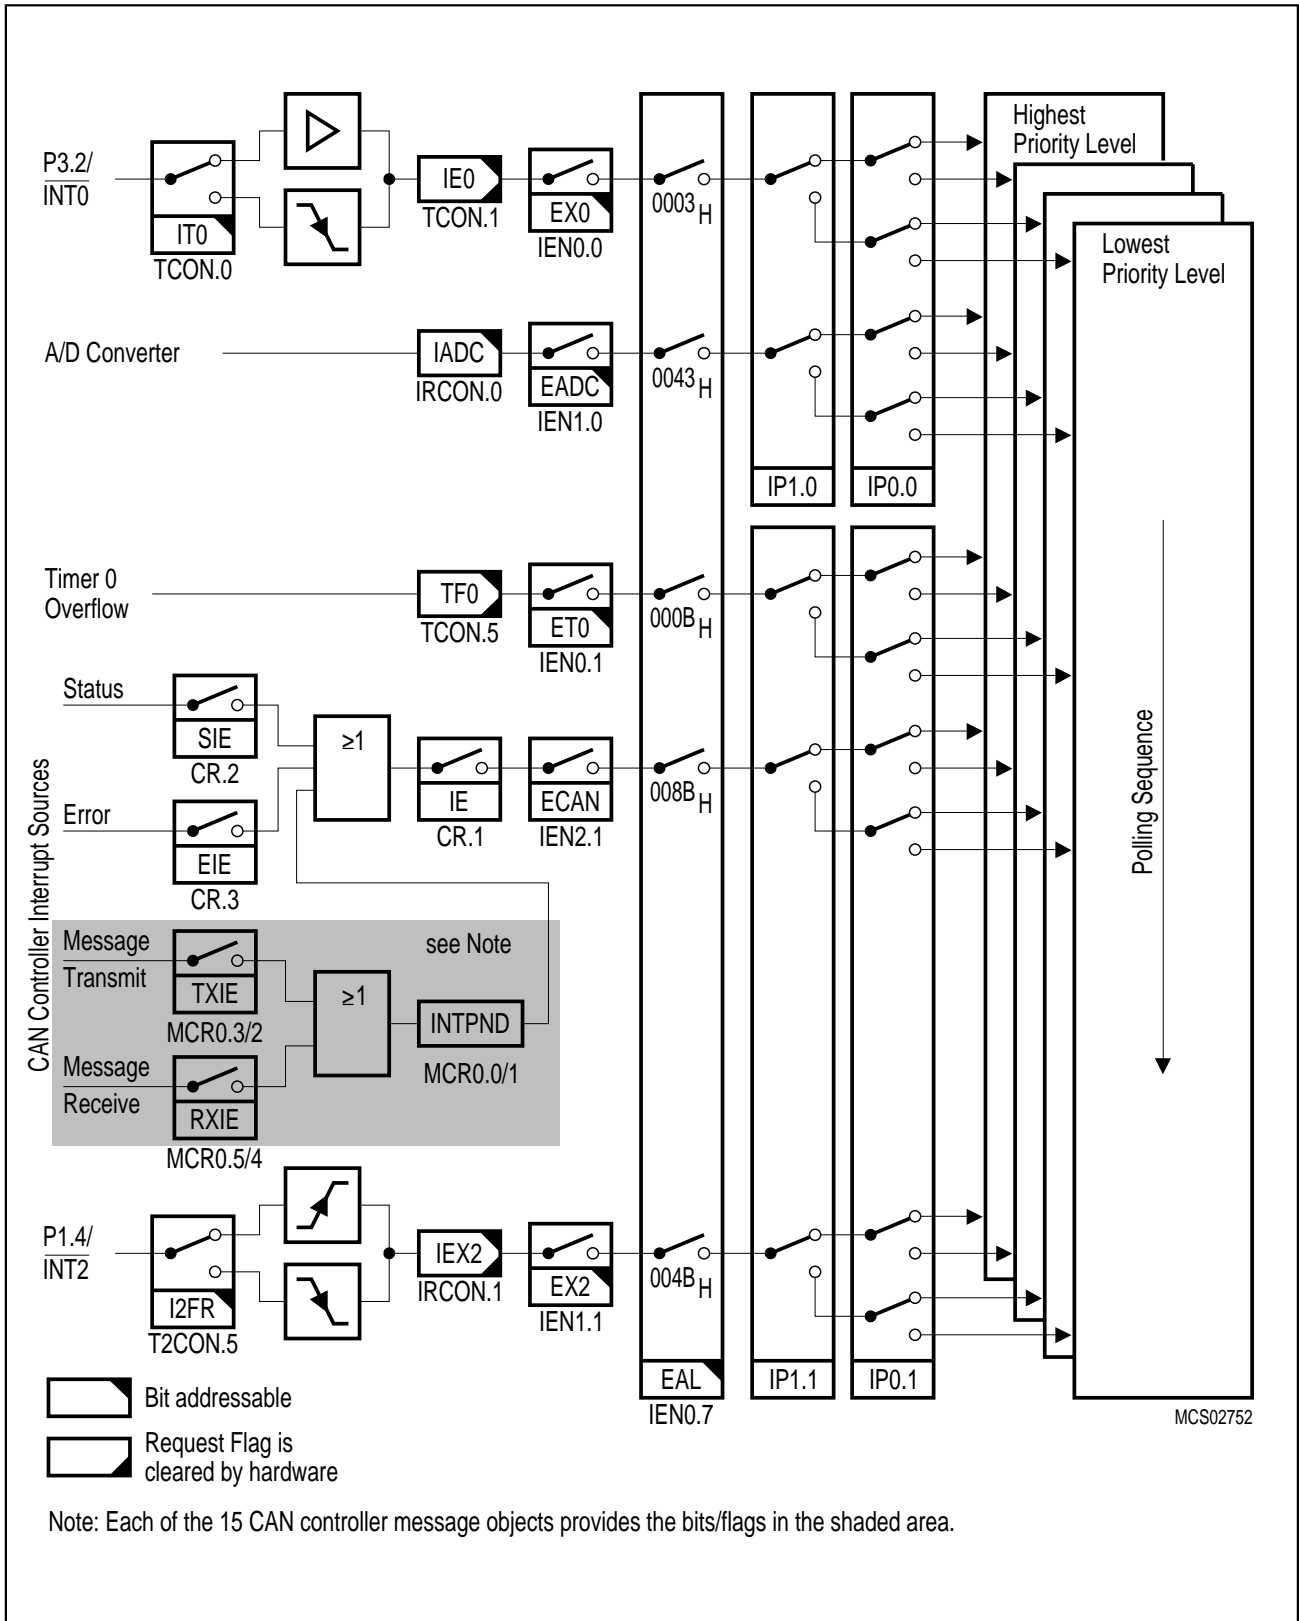 Highest
Priority Level
P3.2/
INT0
IT0
TCON.0
IE0
TCON.1
EX0
IEN0.0
0003 H
Lowest
Priority Level
A/D Converter
IADC
IRCON.0
EADC
IEN1.0
0043 H
IP1.0
IP0.0
Timer 0
Overflow
TF0
TCON.5
ET0
IEN0.1
000B H
CAN Controller Interrupt Sources
Status
SIE
CR.2
≥1
Error
EIE
CR.3
IE
CR.1
ECAN
IEN2.1
008B H
Polling Sequence
Message
Transmit
TXIE
MCR0.3/2
see Note
≥1
INTPND
MCR0.0/1
Message
Receive
RXIE
MCR0.5/4
P1.4/
INT2
I2FR
T2CON.5
IEX2
IRCON.1
EX2
IEN1.1
004B H
EAL
IEN0.7
IP1.1
IP0.1
MCS02752
Bit addressable
Request Flag is
cleared by hardware
Note: Each of the 15 CAN controller message objects provides the bits/flags in the shaded area.